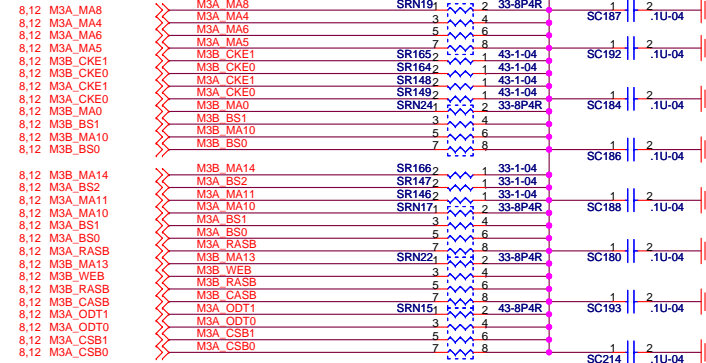 8,12 M3A_MA8 M3A_MA8 SRN19 1 2 33-8P4R 1 2
SC187 .1U-04
8,12 M3A_MA4 M3A_MA4 3 4
8,12 M3A_MA6 M3A_MA6 5 6
8,12 M3A_MA5 M3A_MA5 7 8 1 2
8,12 M3B_CKE1 M3B_CKE1 SR165 2 1 43-1-04 SC192 .1U-04
8,12 M3B_CKE0 M3B_CKE0 SR164 2 1 43-1-04
8,12 M3A_CKE1 M3A_CKE1 SR148 2 1 43-1-04
8,12 M3A_CKE0 M3A_CKE0 SR149 2 1 43-1-04 1 2
8,12 M3B_MA0 M3B_MA0 SRN24 1 2 33-8P4R SC184 .1U-04
8,12 M3B_BS1 M3B_BS1 3 4
8,12 M3B_MA10 M3B_MA10 5 6
8,12 M3B_BS0 M3B_BS0 7 8 1 2
SC186 .1U-04
8,12 M3B_MA14 M3B_MA14 SR166 2 1 33-1-04
8,12 M3A_BS2 M3A_BS2 SR147 2 1 33-1-04
8,12 M3A_MA11 M3A_MA11 SR146 2 1 33-1-04 1 2
8,12 M3A_MA10 M3A_MA10 SRN17 1 2 33-8P4R SC188 .1U-04
8,12 M3A_BS1 M3A_BS1 3 4
8,12 M3A_BS0 M3A_BS0 5 6
8,12 M3A_RASB M3A_RASB 7 8 1 2
8,12 M3B_MA13 M3B_MA13 SRN22 1 2 33-8P4R SC180 .1U-04
8,12 M3B_WEB M3B_WEB 3 4
8,12 M3B_RASB M3B_RASB 5 6
8,12 M3B_CASB M3B_CASB 7 8 1 2
8,12 M3A_ODT1 M3A_ODT1 SRN15 1 2 43-8P4R SC193 .1U-04
8,12 M3A_ODT0 M3A_ODT0 3 4
8,12 M3A_CSB1 M3A_CSB1 5 6
8,12 M3A_CSB0 M3A_CSB0 7 8 1 2
SC214 .1U-04